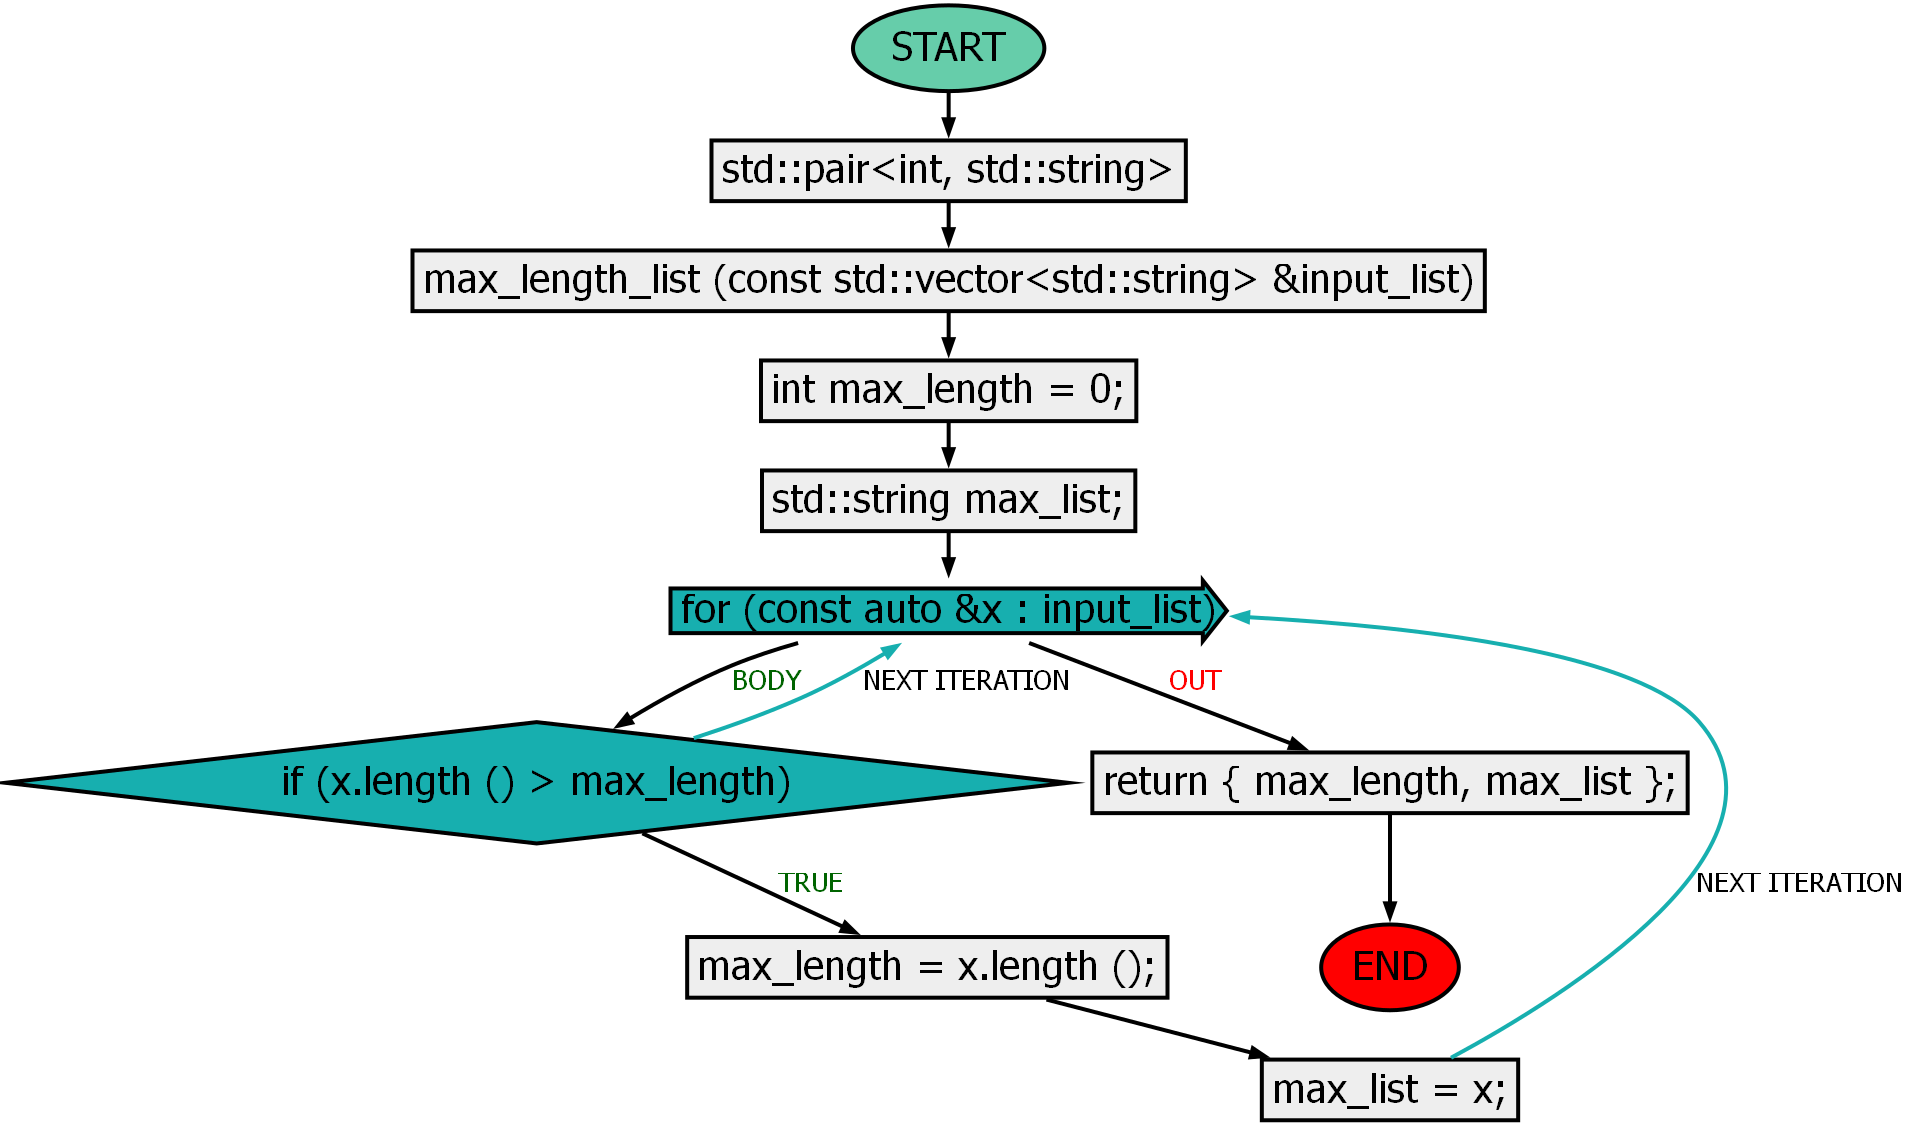 START
std::pair<int, std::string>
max_length_list (const std::vector<std::string> &input_list)
int max_length = 0;
std::string max_list;
for (const auto &x : input_list)
BODY
NEXT ITERATION
OUT
if (x.length () > max_length)
return { max_length, max_list };
TRUE
NEXT ITERATION
max_length = x.length ();
END
max_list = x;